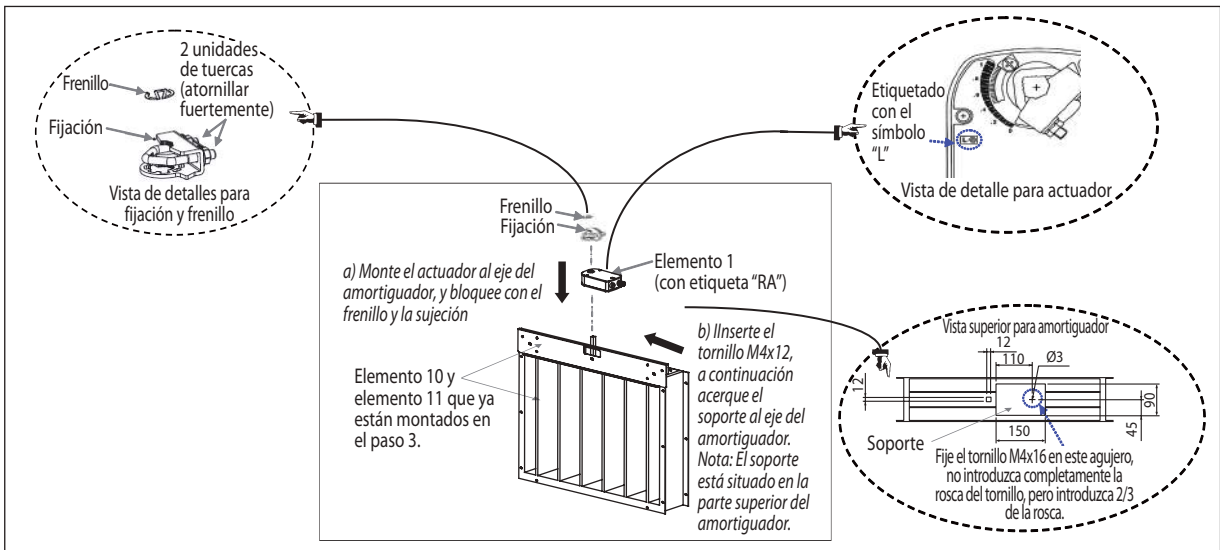 Frenillo
2 unidades
de tuercas
(atornillar
fuertemente)
Fijación
Vista de detalles para
fijación y frenillo
Etiquetado
con el
símbolo
"L"
L
Vista de detalle para actuador
Frenillo
Fijación
Elemento 1
(con etiqueta "RA")
a) Monte el actuador al eje del
amortiguador, y bloquee con el
frenillo y la sujeción
b) IInserte el
tornillo M4x12,
a continuación
acerque el
soporte al eje del
amortiguador.
Nota: El soporte
está situado en la
parte superior del
amortiguador.
Elemento 10 y
elemento 11 que ya
están montados en
el paso 3.
Vista superior para amortiguador
12
110
Ø3
12
90
45
150
Soporte
Fije el tornillo M4x16 en este agujero,
no introduzca completamente la
rosca del tornillo, pero introduzca 2/3
de la rosca.